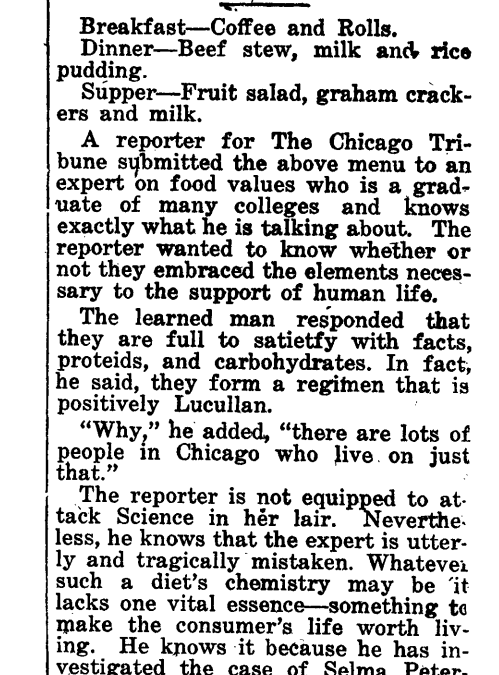 Breakfast—Coffee and Rolls.
Dinner—Beef stew, milk and rice
pudding.
Supper—Fruit salad, graham crack-
ers and milk.
A reporter for The Chicago Tri-
bune submitted the above menu to an
expert on food values who is a grad-
uate of many colleges and knows
exactly what he is talking about. The
reporter wanted to know whether or
not they embraced the elements neces-
sary to the support of human life.
The learned man responded that
they are full to satietfy with facts,
proteids, and carbohydrates. In fact,
he said, they form a regimen that is
positively Lucullan.
"Why," he added, "there are lots of
people in Chicago who live on just
that."
The reporter is not equipped to at-
tack Science in her lair. Neverthe-
less, he knows that the expert is utter-
ly and tragically mistaken. Whatever
such a diet's chemistry may be it
lacks one vital essence—something to
make the consumer's life worth liv-
ing. He knows it because he has in-
vestigated the case of Selma Peter-